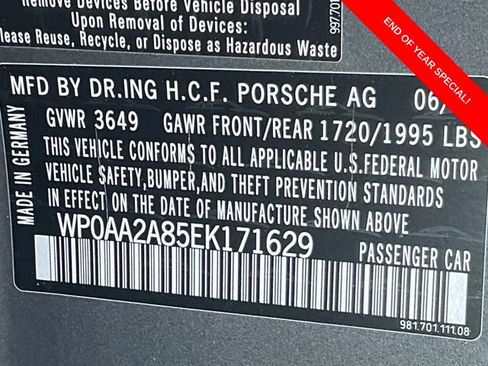 Remove Devices Before Vehicle Disposal
Upon Removal of Devices:
Please Reuse, Recycle, or Dispose as Hazardous Waste
997.701
END OF YEAR SPECIAL!
MFD BY DR.ING H.C.F. PORSCHE AG 06/
GVWR 3649 GAWR FRONT/REAR 1720/1995 LBS
THIS VEHICLE CONFORMS TO ALL APPLICABLE U.S.FEDERAL MOTOR
VEHICLE SAFETY,BUMPER,AND THEFT PREVENTION STANDARDS
IN EFFECT ON THE DATE OF MANUFACTURE SHOWN ABOVE
MADE IN GERMANY
WP0AA2A85EK171629
PASSENGER CAR
981.701.111.08